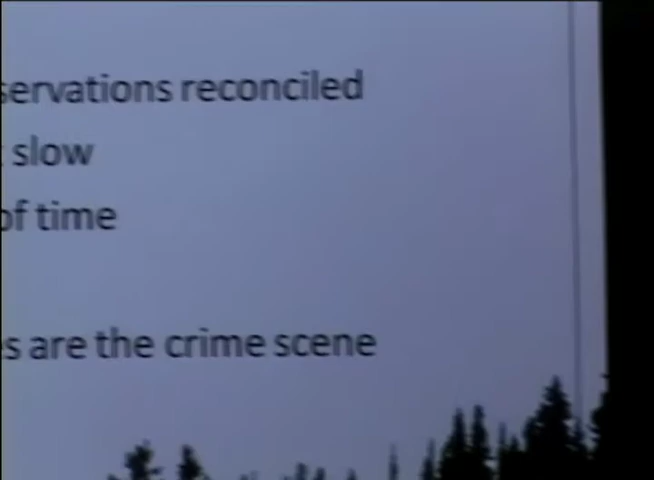 servations reconciled
slow
of time
s are the crime scene